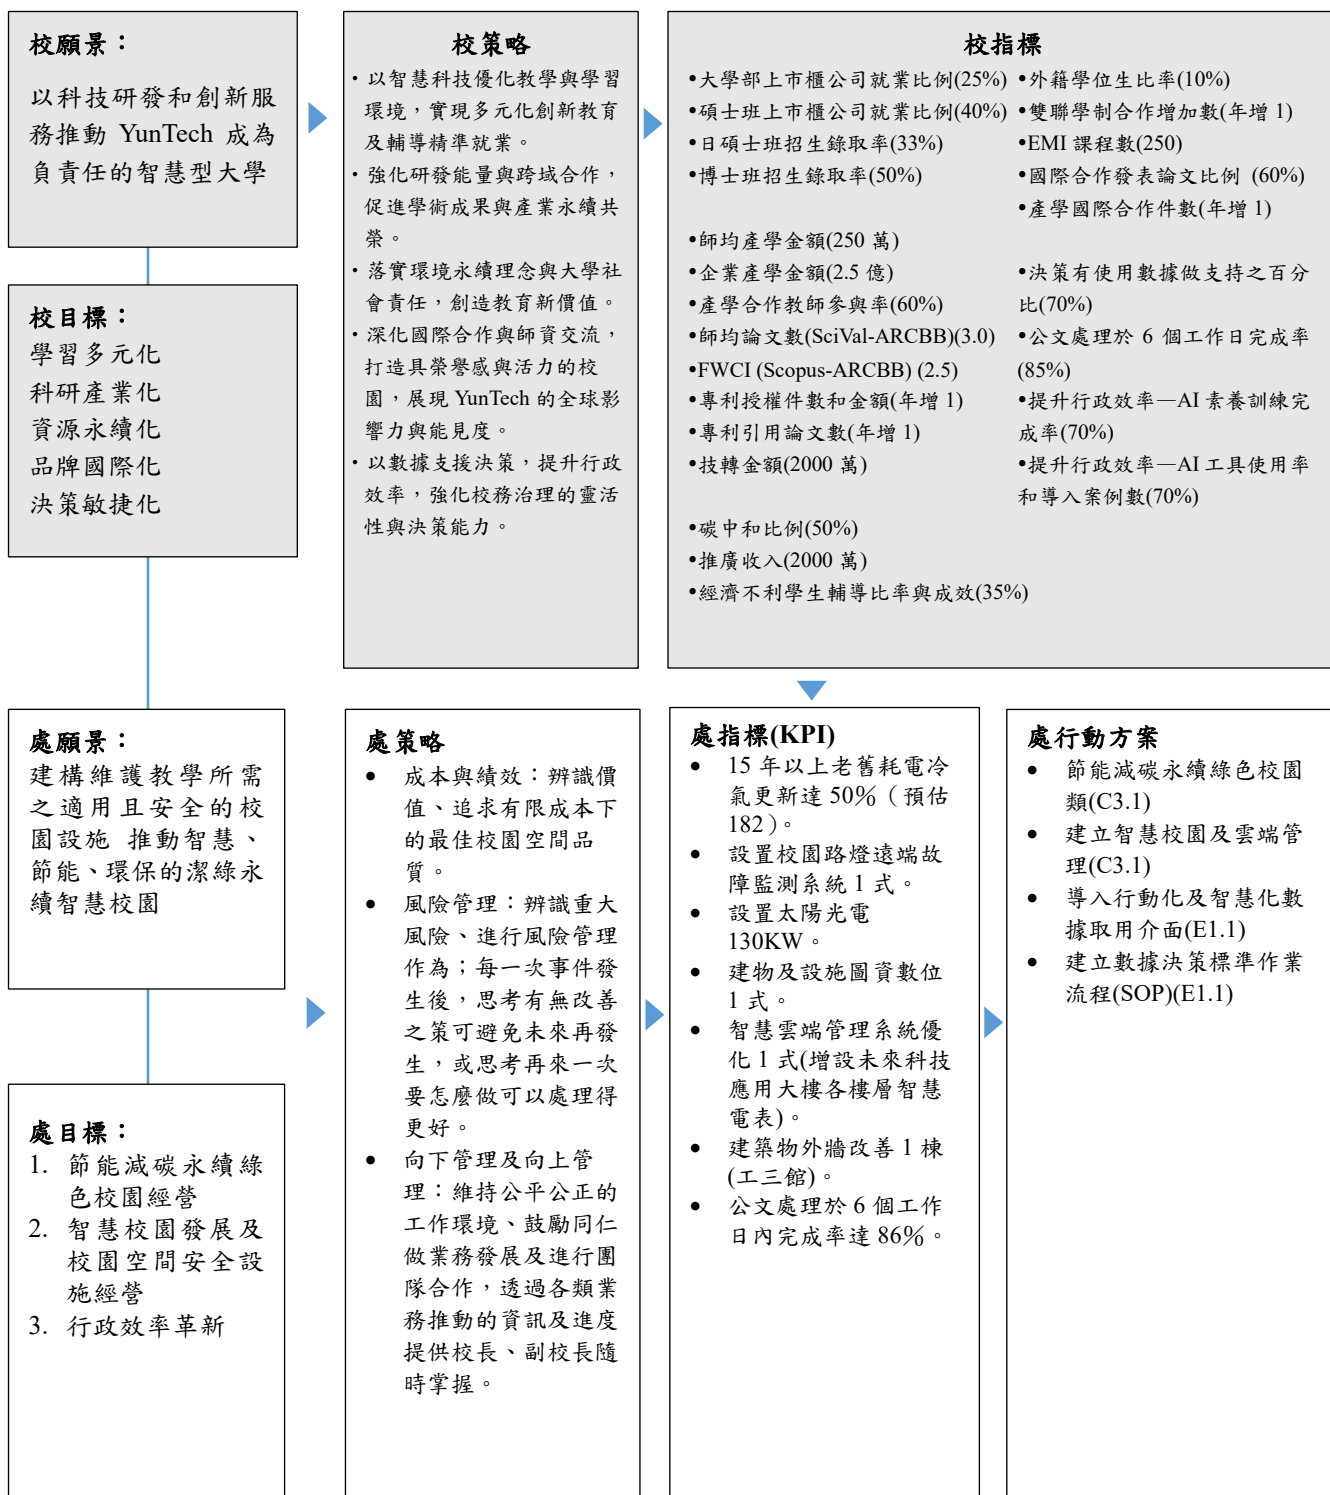 校願景：
以科技研發和創新服
務推動 YunTech 成為
負責任的智慧型大學
校目標：
學習多元化
科研產業化
資源永續化
品牌國際化
決策敏捷化
校策略
・以智慧科技優化教學與學習
環境，實現多元化創新教育
及輔導精準就業。
・強化研發能量與跨域合作，
促進學術成果與產業永續共
榮。
・落實環境永續理念與大學社
會責任，創造教育新價值。
・深化國際合作與師資交流，
打造具榮譽感與活力的校
園，展現 YunTech 的全球影
響力與能見度。
・以數據支援決策，提升行政
效率，強化校務治理的靈活
性與決策能力。
校指標
•大學部上市櫃公司就業比例(25%)
•碩士班上市櫃公司就業比例(40%)
•日碩士班招生錄取率(33%)
•博士班招生錄取率(50%)
•師均產學金額(250 萬)
•企業產學金額(2.5 億)
•產學合作教師參與率(60%)
•師均論文數(SciVal-ARCBB)(3.0)
•FWCI (Scopus-ARCBB) (2.5)
•專利授權件數和金額(年增 1)
•專利引用論文數(年增 1)
•技轉金額(2000 萬)
•碳中和比例(50%)
•推廣收入(2000 萬)
•經濟不利學生輔導比率與成效(35%)
•外籍學位生比率(10%)
•雙聯學制合作增加數(年增 1)
•EMI 課程數(250)
•國際合作發表論文比例 (60%)
•產學國際合作件數(年增 1)
•決策有使用數據做支持之百分
比(70%)
•公文處理於 6 個工作日完成率
(85%)
•提升行政效率—AI 素養訓練完
成率(70%)
•提升行政效率—AI 工具使用率
和導入案例數(70%)
處願景：
建構維護教學所需
之適用且安全的校
園設施 推動智慧、
節能、環保的潔綠永
續智慧校園
處目標：
1. 節能減碳永續綠
色校園經營
2. 智慧校園發展及
校園空間安全設
施經營
3. 行政效率革新
處策略
• 成本與績效：辨識價
值、追求有限成本下
的最佳校園空間品
質。
• 風險管理：辨識重大
風險、進行風險管理
作為；每一次事件發
生後，思考有無改善
之策可避免未來再發
生，或思考再來一次
要怎麼做可以處理得
更好。
• 向下管理及向上管
理：維持公平公正的
工作環境、鼓勵同仁
做業務發展及進行團
隊合作，透過各類業
務推動的資訊及進度
提供校長、副校長隨
時掌握。
處指標(KPI)
• 15 年以上老舊耗電冷
氣更新達 50%（預估
182）。
• 設置校園路燈遠端故
障監測系統 1 式。
• 設置太陽光電
130KW。
• 建物及設施圖資數位
1 式。
• 智慧雲端管理系統優
化 1 式(增設未來科技
應用大樓各樓層智慧
電表)。
• 建築物外牆改善 1 棟
(工三館)。
• 公文處理於 6 個工作
日內完成率達 86%。
處行動方案
• 節能減碳永續綠色校園
類(C3.1)
• 建立智慧校園及雲端管
理(C3.1)
• 導入行動化及智慧化數
據取用介面(E1.1)
• 建立數據決策標準作業
流程(SOP)(E1.1)